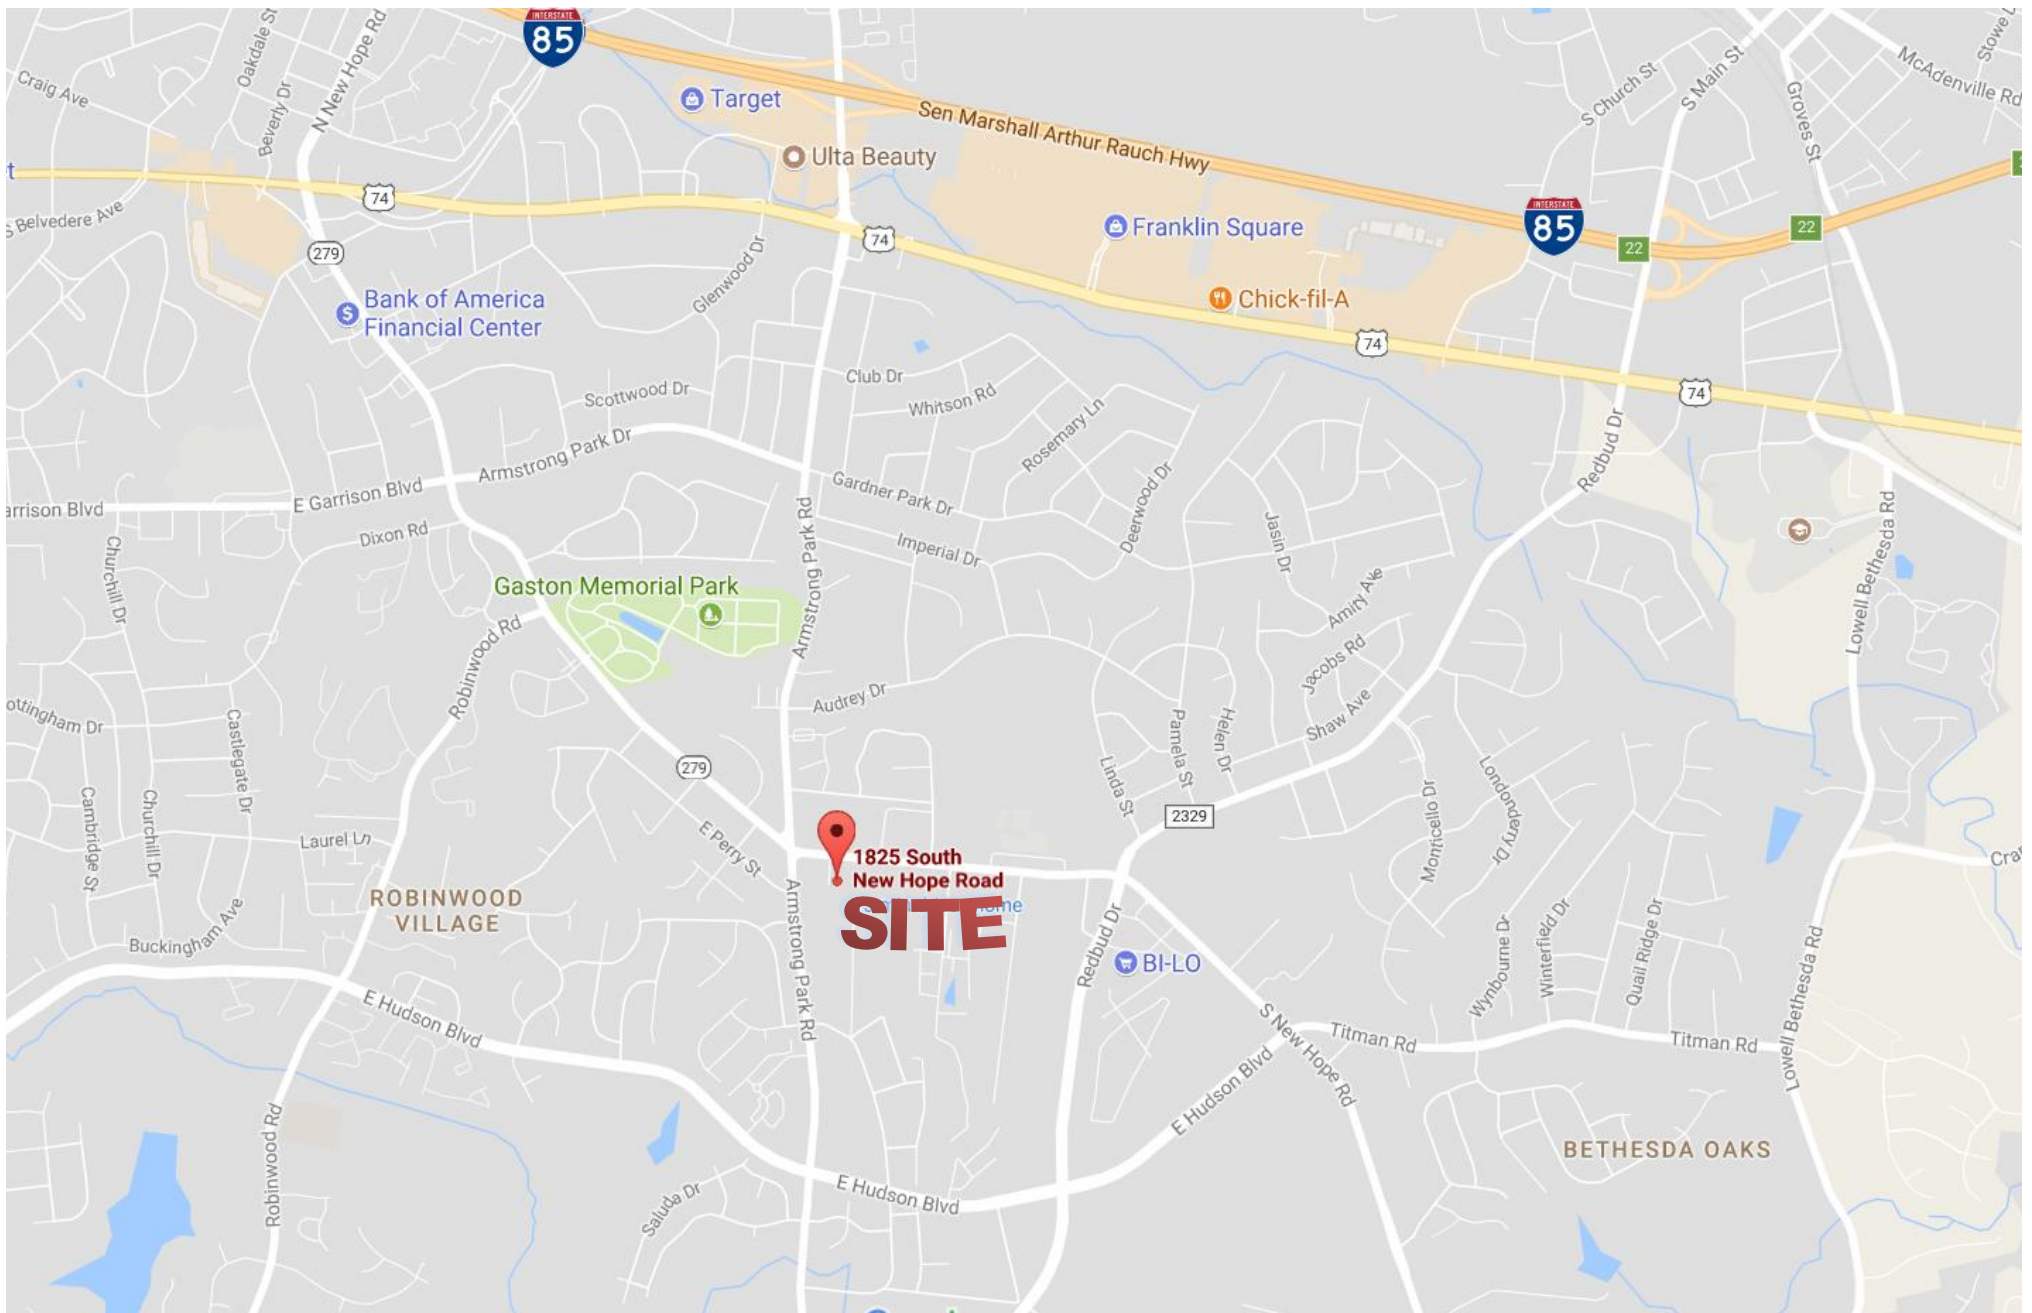 INTERSTATE
85
Oakdale St
N New Hope Rd
Craig Ave
Beverly Dr
Target
Ulta Beauty
Sen Marshall Arthur Rauch Hwy
S Church St
S Main St
Groves St
McAdenville Rd
74
S Belvedere Ave
279
74
Glenwood Dr
Franklin Square
INTERSTATE
85
22
22
Bank of America
Financial Center
Chick-fil-A
74
74
Club Dr
Scottwood Dr
Whitson Rd
Rosemary Ln
Redbud Dr
Armstrong Park Dr
E Garrison Blvd
arrison Blvd
Gardner Park Dr
Deerwood Dr
Armstrong Park Rd
Dixon Rd
Imperial Dr
Jasin Dr
Lowell Bethesda Rd
Churchill Dr
Gaston Memorial Park
Amity Ave
Robinwood Rd
Jacobs Rd
Audrey Dr
Shaw Ave
ottingham Dr
Castlegate Dr
Pamela St
Helen Dr
279
Linda St
Londonderry Dr
Monticello Dr
Cambridge St
Churchill Dr
2329
Laurel Ln
E Perry St
1825 South
New Hope Road
SITE
ROBINWOOD
VILLAGE
Armstrong Park Rd
Redbud Dr
BI-LO
Buckingham Ave
Wynbourne Dr
Winterfield Dr
Quail Ridge Dr
Lowell Bethesda Rd
E Hudson Blvd
S New Hope Rd
Titman Rd
Titman Rd
E Hudson Blvd
Robinwood Rd
BETHESDA OAKS
Saluda Dr
E Hudson Blvd